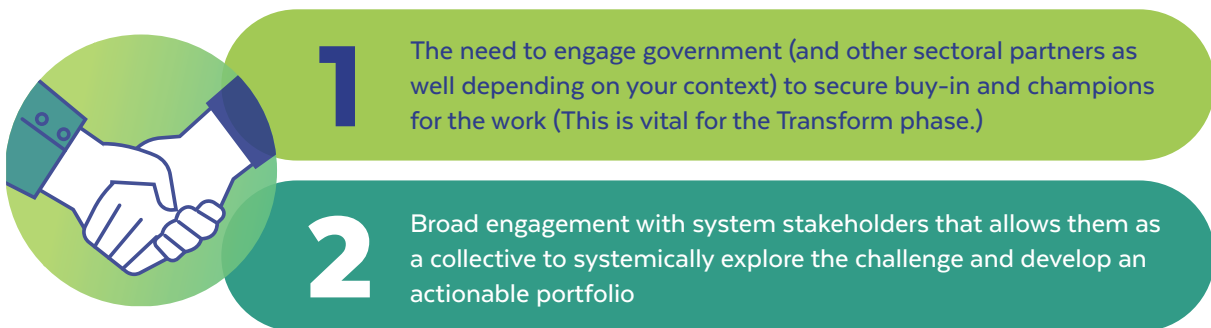 1
The need to engage government (and other sectoral partners as
well depending on your context) to secure buy-in and champions
for the work (This is vital for the Transform phase.)
2
Broad engagement with system stakeholders that allows them as
a collective to systemically explore the challenge and develop an
actionable portfolio